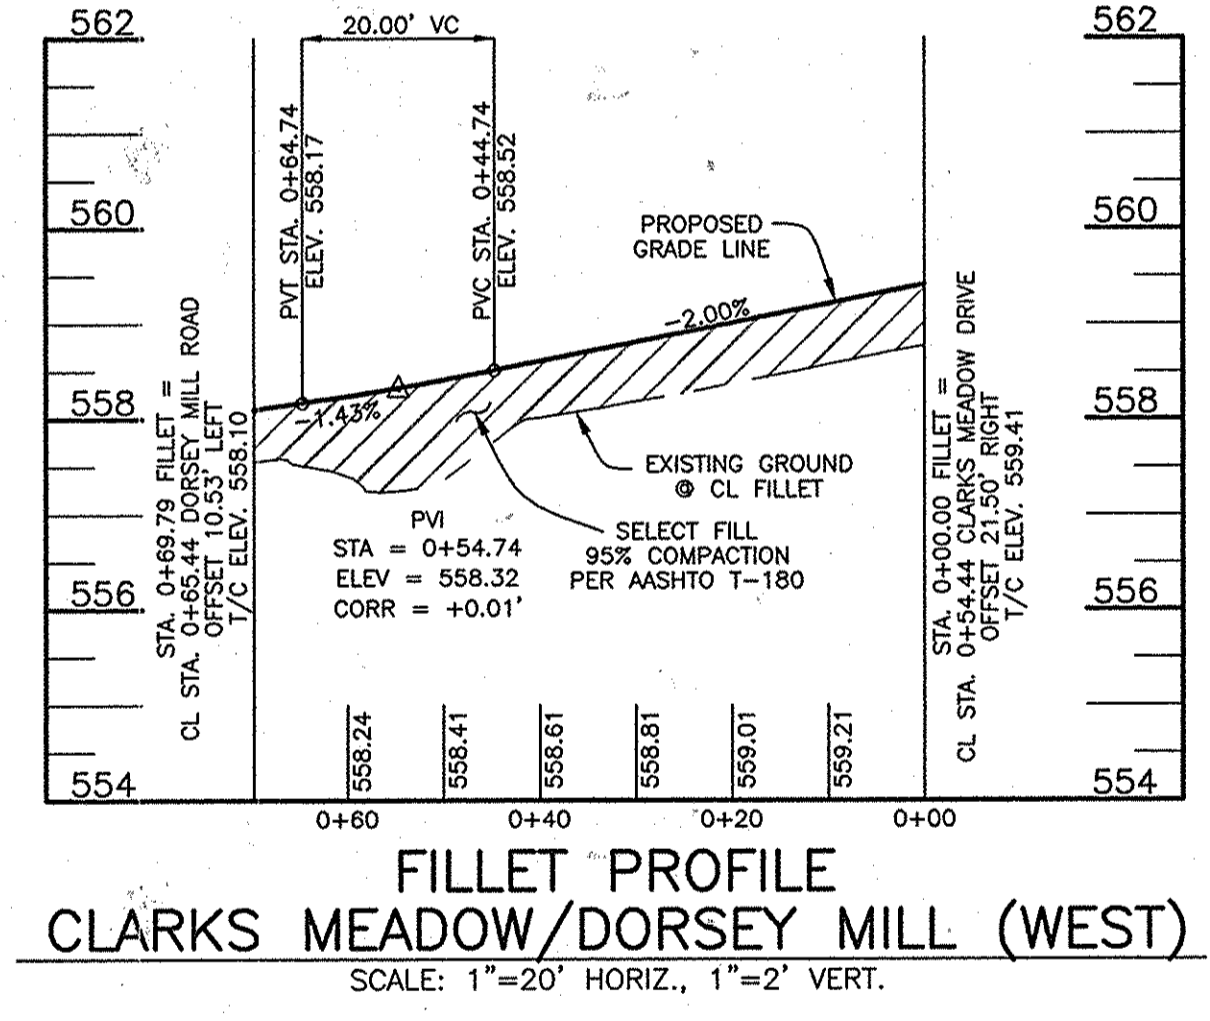 562
562
20.00' VC
PVT STA. 0+64.74
ELEV. 558.17
PVC STA. 0+44.74
ELEV. 558.52
560
560
PROPOSED
GRADE LINE
-2.00%
-1.43%
558
558
STA. 0+69.79 FILLET =
CL STA. 0+65.44 DORSEY MILL ROAD
OFFSET 10.53' LEFT
T/C ELEV. 558.10
EXISTING GROUND
@ CL FILLET
SELECT FILL
95% COMPACTION
PER AASHTO T-180
PVI
STA = 0+54.74
ELEV = 558.32
CORR = +0.01'
STA. 0+00.00 FILLET =
CL STA. 0+54.44 CLARKS MEADOW DRIVE
OFFSET 21.50' RIGHT
T/C ELEV. 559.41
556
556
558.24
558.41
558.61
558.81
559.01
559.21
554
554
0+60
0+40
0+20
0+00
FILLET PROFILE
CLARKS MEADOW/DORSEY MILL (WEST)
SCALE: 1"=20' HORIZ., 1"=2' VERT.